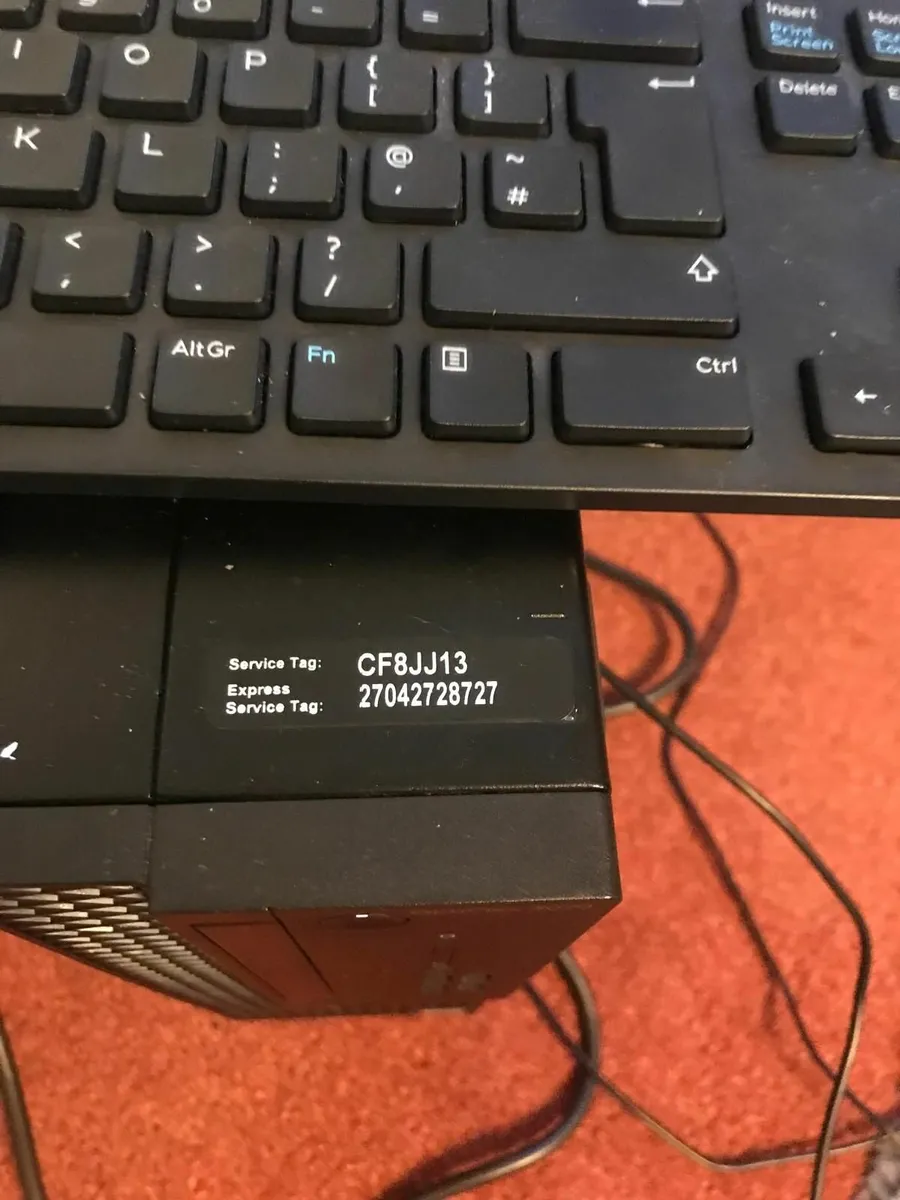 Insert
Print
Screen
I
O
P
{
[
}
]
Delete
K
L
:
;
@
'
~
#
<
,
>
.
?
/
AltGr
Fn
Ctrl
Service Tag: CF8JJ13
Express
Service Tag: 27042728727